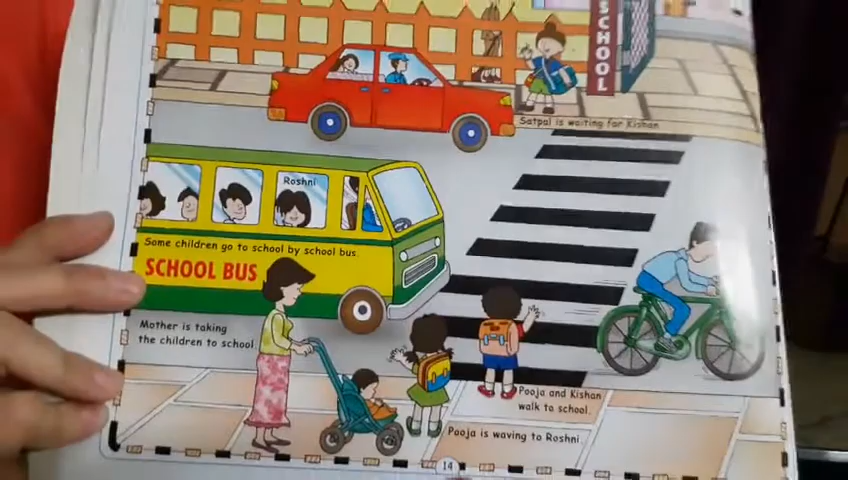 SCHOOL
Satpal is waiting for Kishan
Roshni
Some children go to school by school bus.
SCHOOL BUS
Mother is taking
the children to school.
Pooja and Kishan
walk to school.
Pooja is waving to Roshni
14